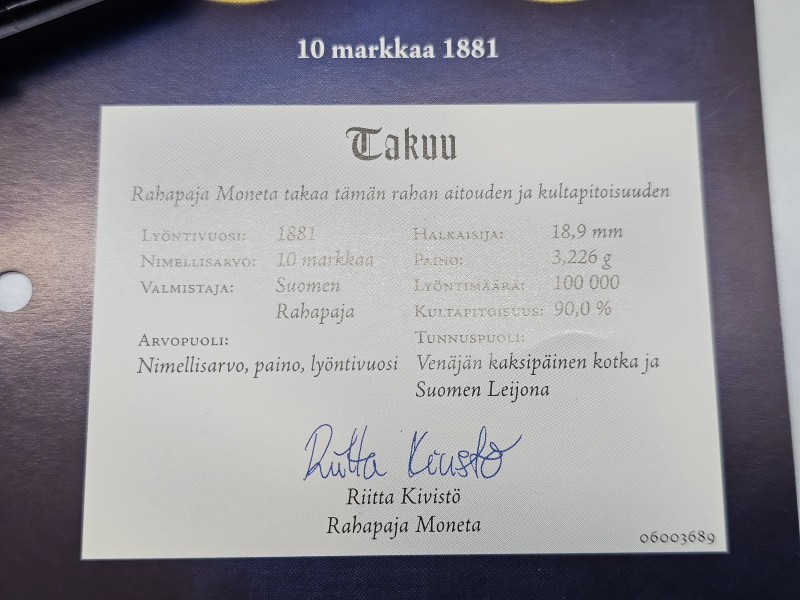 10 markkaa 1881
Takuu
Rahapaja Moneta takaa tämän rahan aitouden ja kultapitoisuuden
Lyöntivuosi: 1881
Nimellisarvo: 10 markkaa
Valmistaja: Suomen
Rahapaja
Halkaisija: 18,9 mm
Paino: 3,226 g
Lyöntimäärä: 100 000
Kultapitoisuus: 90,0 %
Arvopuoli:
Nimellisarvo, paino, lyöntivuosi
Tunnuspuoli:
Venäjän kaksipäinen kotka ja
Suomen Leijona
Riitta Kivistö
Riitta Kivistö
Rahapaja Moneta
06003689